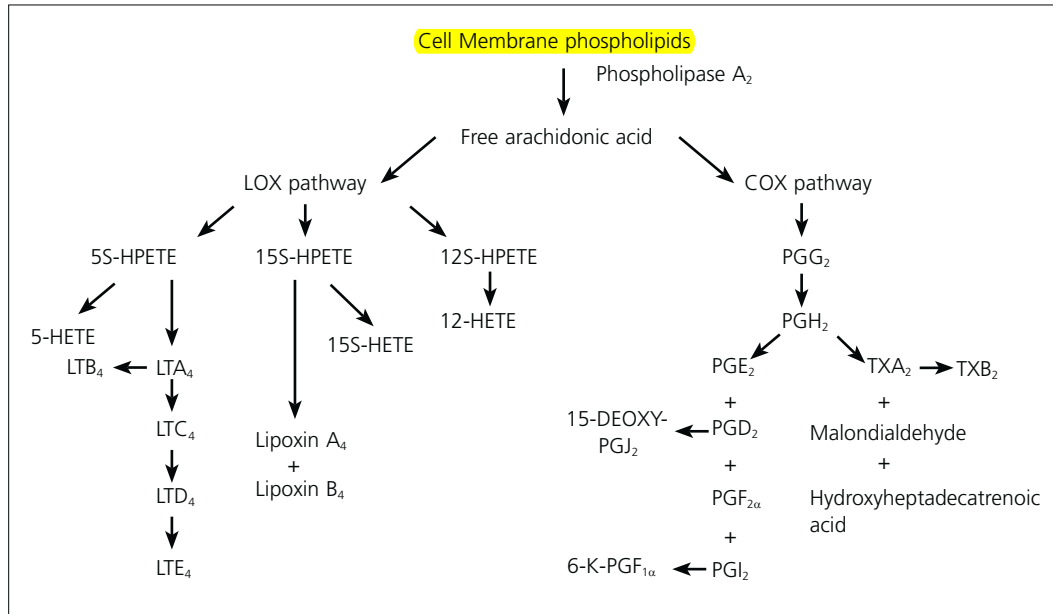 Cell Membrane phospholipids
Phospholipase A₂
Free arachidonic acid
LOX pathway
COX pathway
5S-HPETE
15S-HPETE
12S-HPETE
PGG₂
5-HETE
15S-HETE
12-HETE
PGH₂
LTB₄
LTA₄
PGE₂
TXA₂
TXB₂
+
+
LTC₄
Lipoxin A₄
+
Lipoxin B₄
15-DEOXY-
PGJ₂
PGD₂
Malondialdehyde
+
+
LTD₄
PGF₂α
Hydroxyheptadecatrenoic
acid
+
LTE₄
6-K-PGF₁α
PGI₂